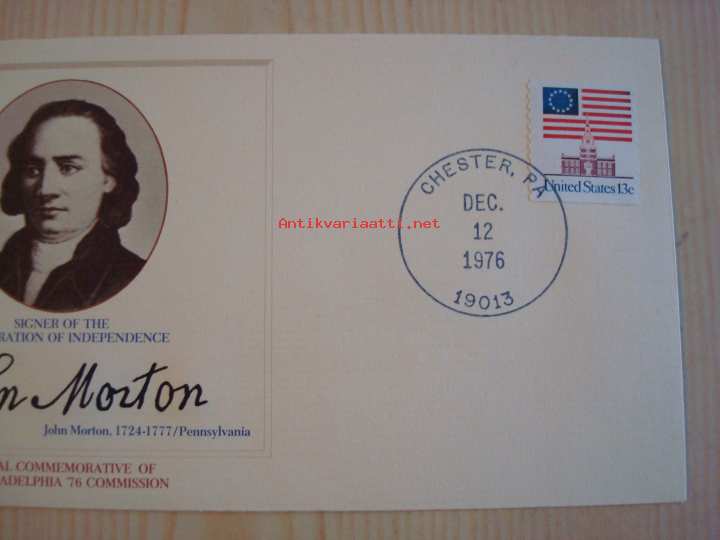 SIGNER OF THE
RATION OF INDEPENDENCE
n Morton
John Morton, 1724-1777/Pennsylvania
AL COMMEMORATIVE OF
ADELPHIA '76 COMMISSION
CHESTER, PA
DEC.
12
1976
19013
United States 13c
Antikvariaatti.net